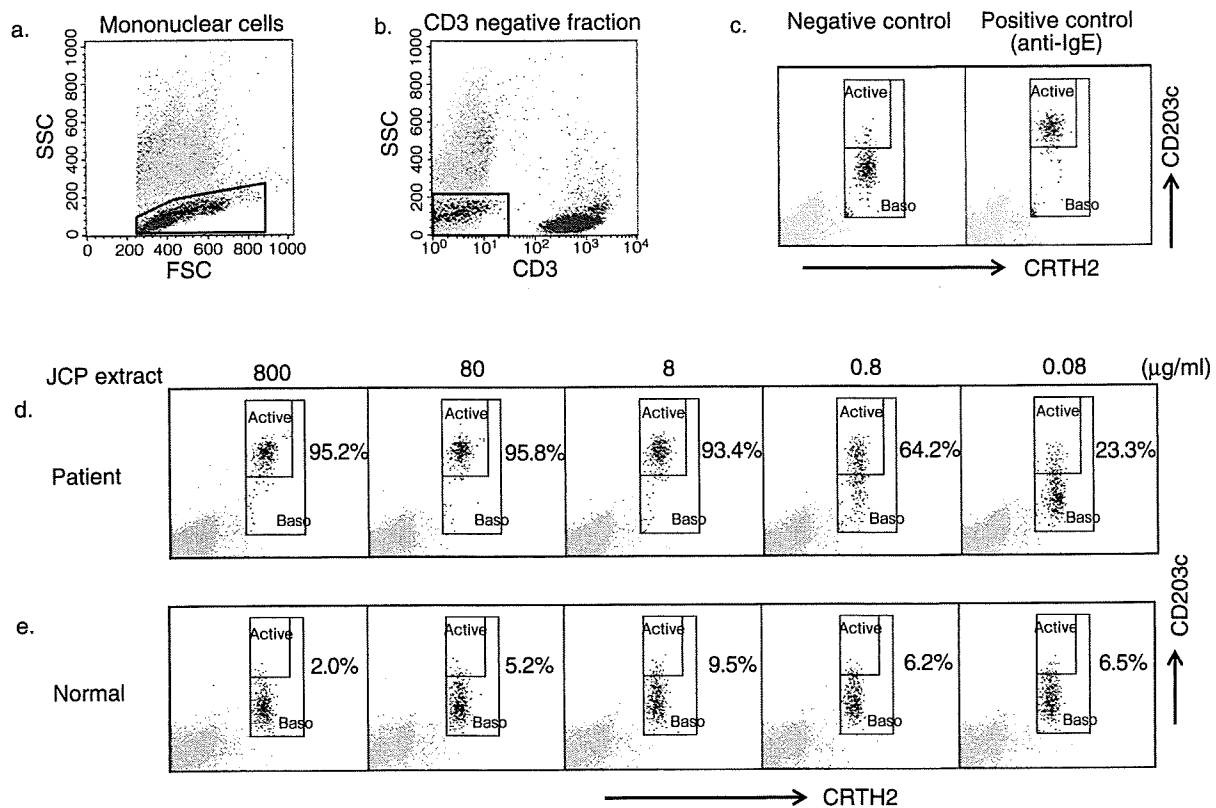 a.
Mononuclear cells
SSC
0 200 400 600 800 1000
0 200 400 600 800 1000
FSC
b.
CD3 negative fraction
SSC
0 200 400 600 800 1000
10⁰ 10¹ 10² 10³ 10⁴
CD3
c.
Negative control
Positive control
(anti-IgE)
Active
Baso
Active
Baso
CD203c
CRTH2
JCP extract 800 80 8 0.8 0.08 (μg/ml)
d.
Patient
Active
95.2%
Baso
Active
95.8%
Baso
Active
93.4%
Baso
Active
64.2%
Baso
Active
23.3%
Baso
e.
Normal
Active
2.0%
Baso
Active
5.2%
Baso
Active
9.5%
Baso
Active
6.2%
Baso
Active
6.5%
Baso
CD203c
CRTH2